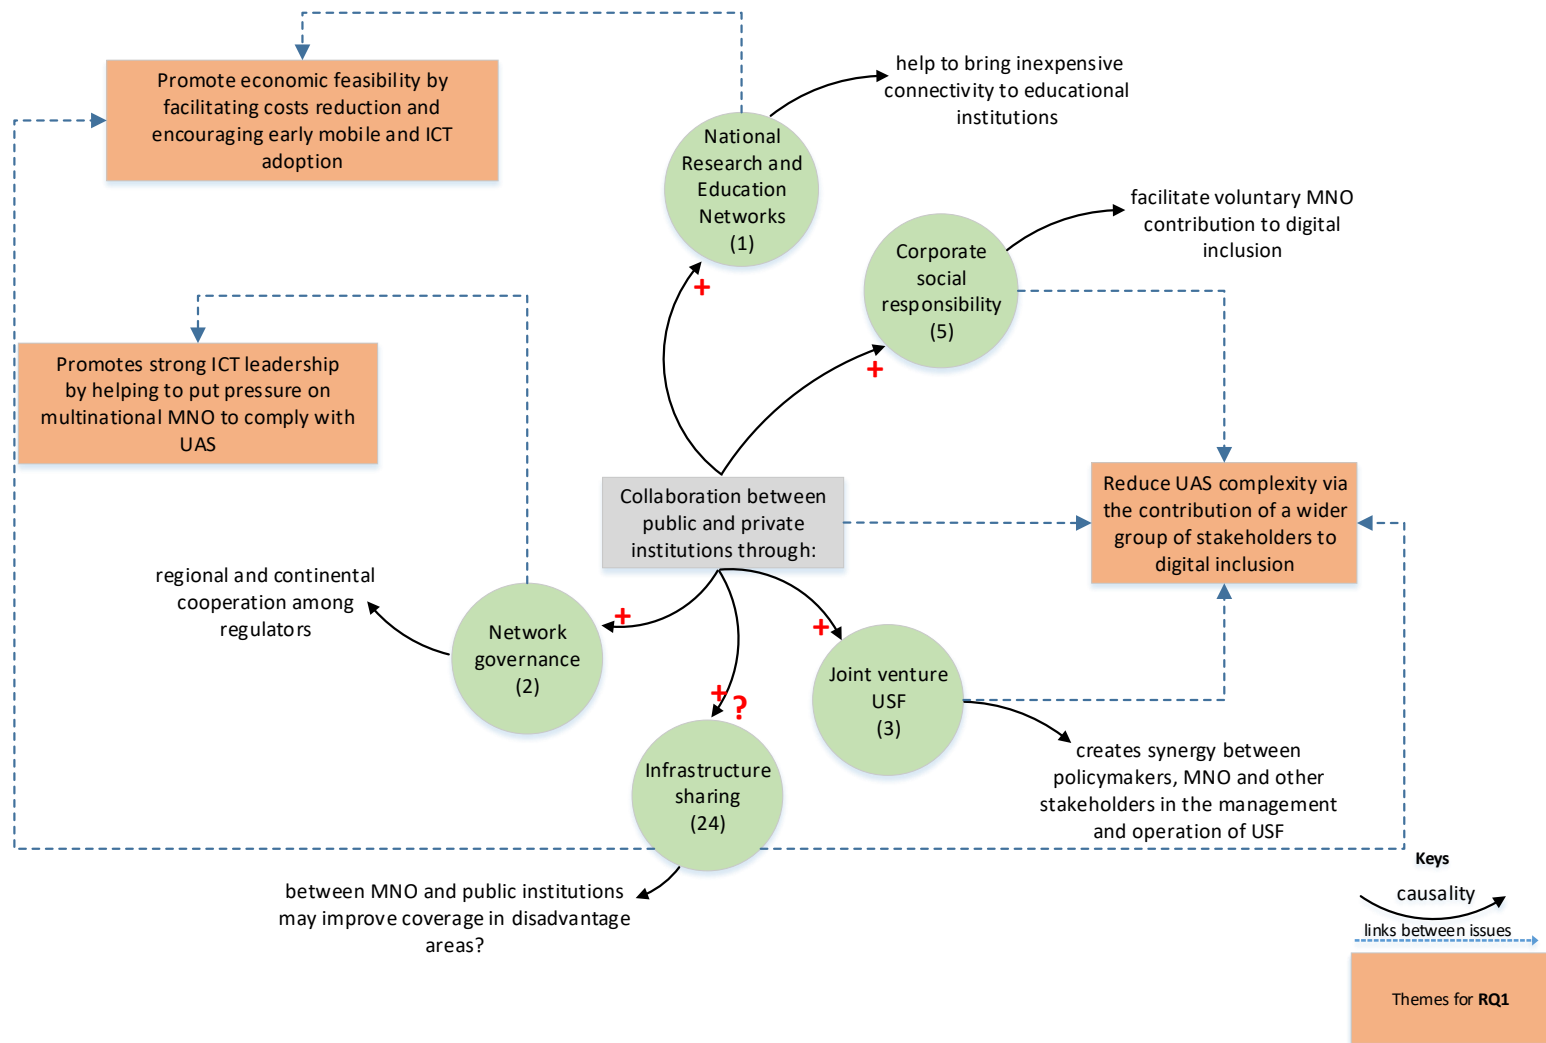 Promote economic feasibility by
facilitating costs reduction and
encouraging early mobile and ICT
adoption
help to bring inexpensive
connectivity to educational
institutions
National
Research and
Education
Networks
(1)
+
facilitate voluntary MNO
contribution to digital
inclusion
Corporate
social
responsibility
(5)
+
Promotes strong ICT leadership
by helping to put pressure on
multinational MNO to comply with
UAS
Collaboration between
public and private
institutions through:
Reduce UAS complexity via
the contribution of a wider
group of stakeholders to
digital inclusion
regional and continental
cooperation among
regulators
+
Network
governance
(2)
+
Joint venture
USF
(3)
+
?
Infrastructure
sharing
(24)
creates synergy between
policymakers, MNO and other
stakeholders in the management
and operation of USF
between MNO and public institutions
may improve coverage in disadvantage
areas?
Keys
causality
links between issues
Themes for RQ1